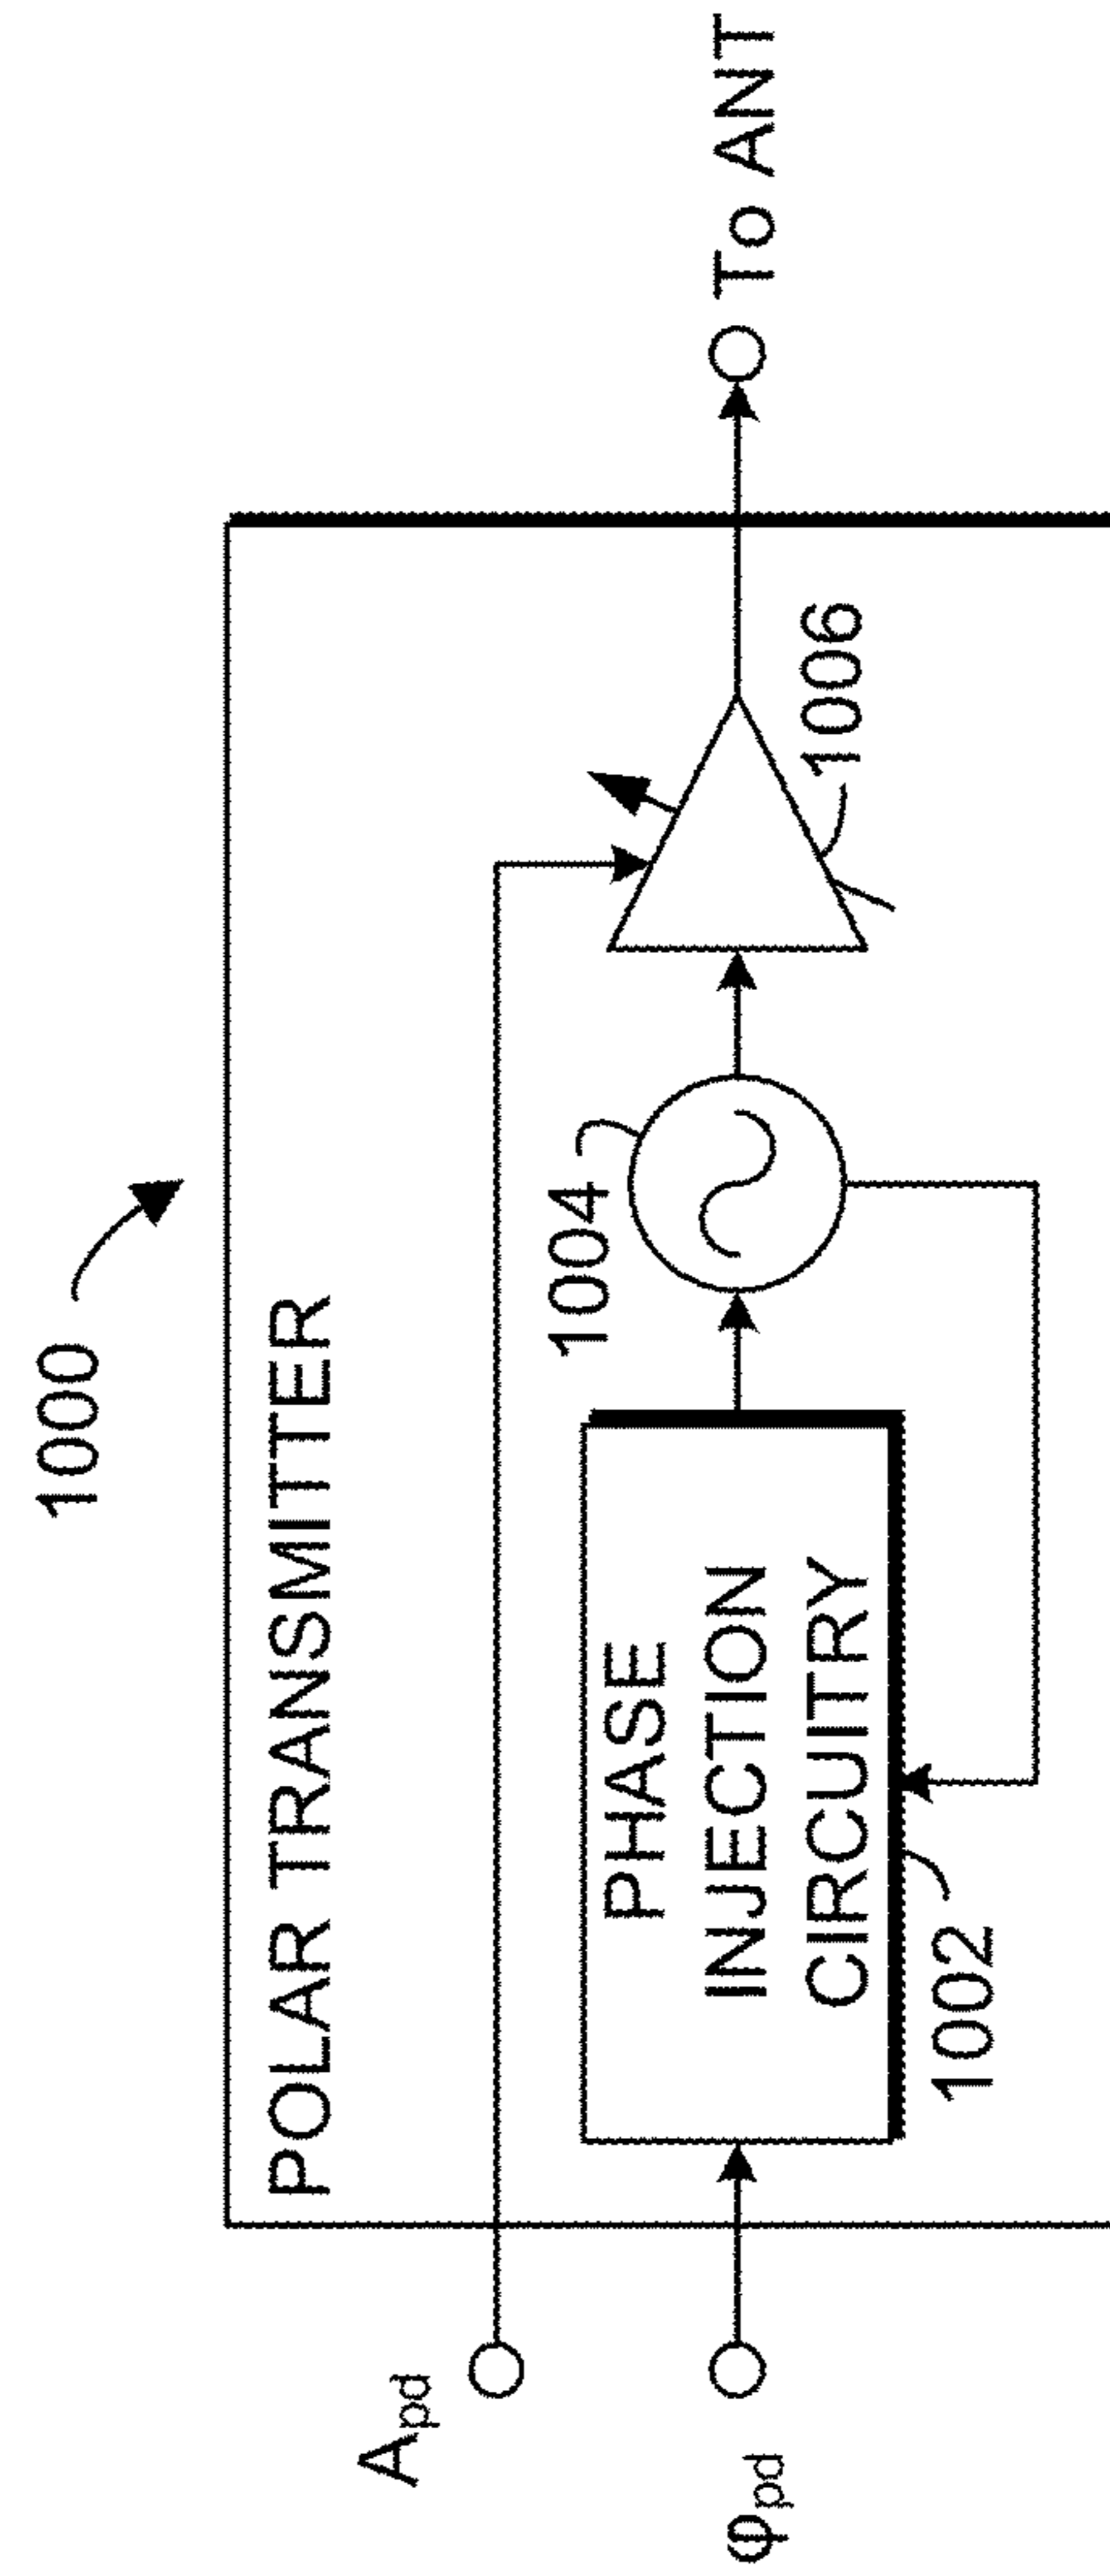 1000
POLAR TRANSMITTER
Apd
φpd
PHASE
INJECTION
CIRCUITRY
1002
1004
1006
To ANT